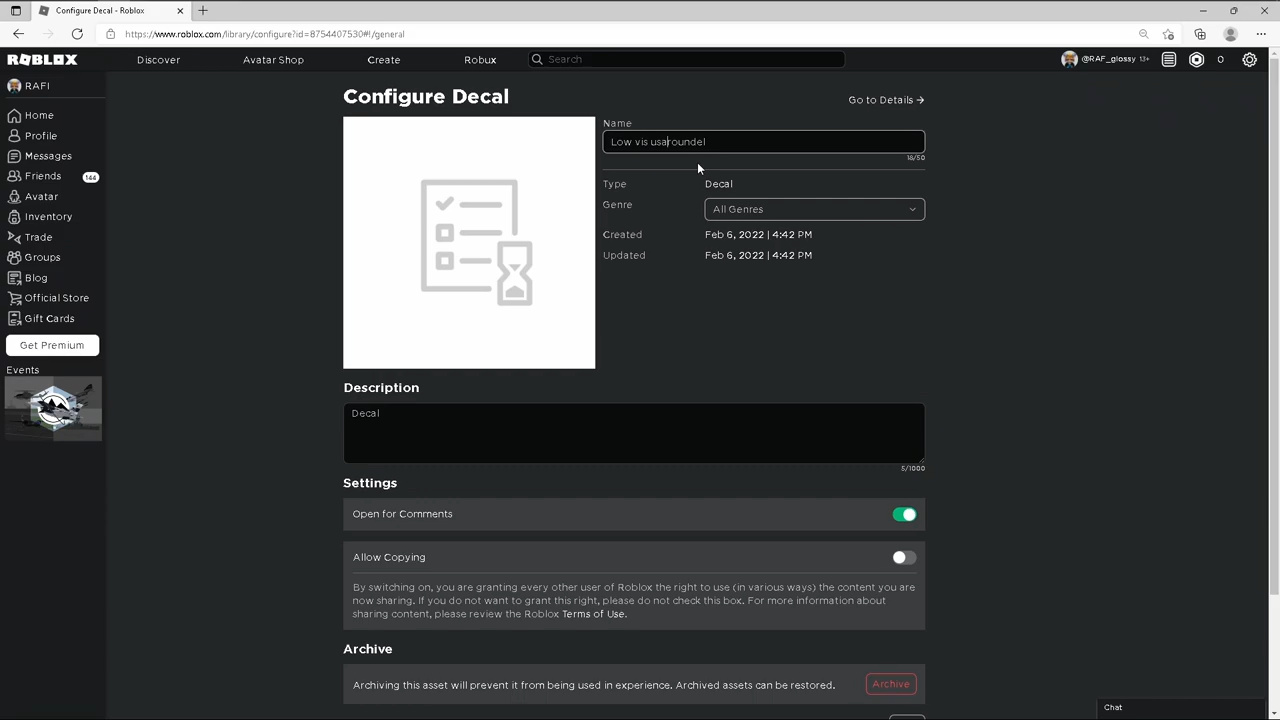 Configure Decal - Roblox
https://www.roblox.com/library/configure?id=8754407530#!/general
ROBLOX
Discover
Avatar Shop
Create
Robux
Search
@RAF_glossy 13+
0
RAFI
Home
Profile
Messages
Friends
144
Avatar
Inventory
Trade
Groups
Blog
Official Store
Gift Cards
Get Premium
Events
Configure Decal
Go to Details
Name
Low vis usaroundel
18/50
Type
Decal
Genre
All Genres
Created
Feb 6, 2022 | 4:42 PM
Updated
Feb 6, 2022 | 4:42 PM
Description
Decal
5/1000
Settings
Open for Comments
Allow Copying
By switching on, you are granting every other user of Roblox the right to use (in various ways) the content you are
now sharing. If you do not want to grant this right, please do not check this box. For more information about
sharing content, please review the Roblox Terms of Use.
Archive
Archiving this asset will prevent it from being used in experience. Archived assets can be restored.
Archive
Chat